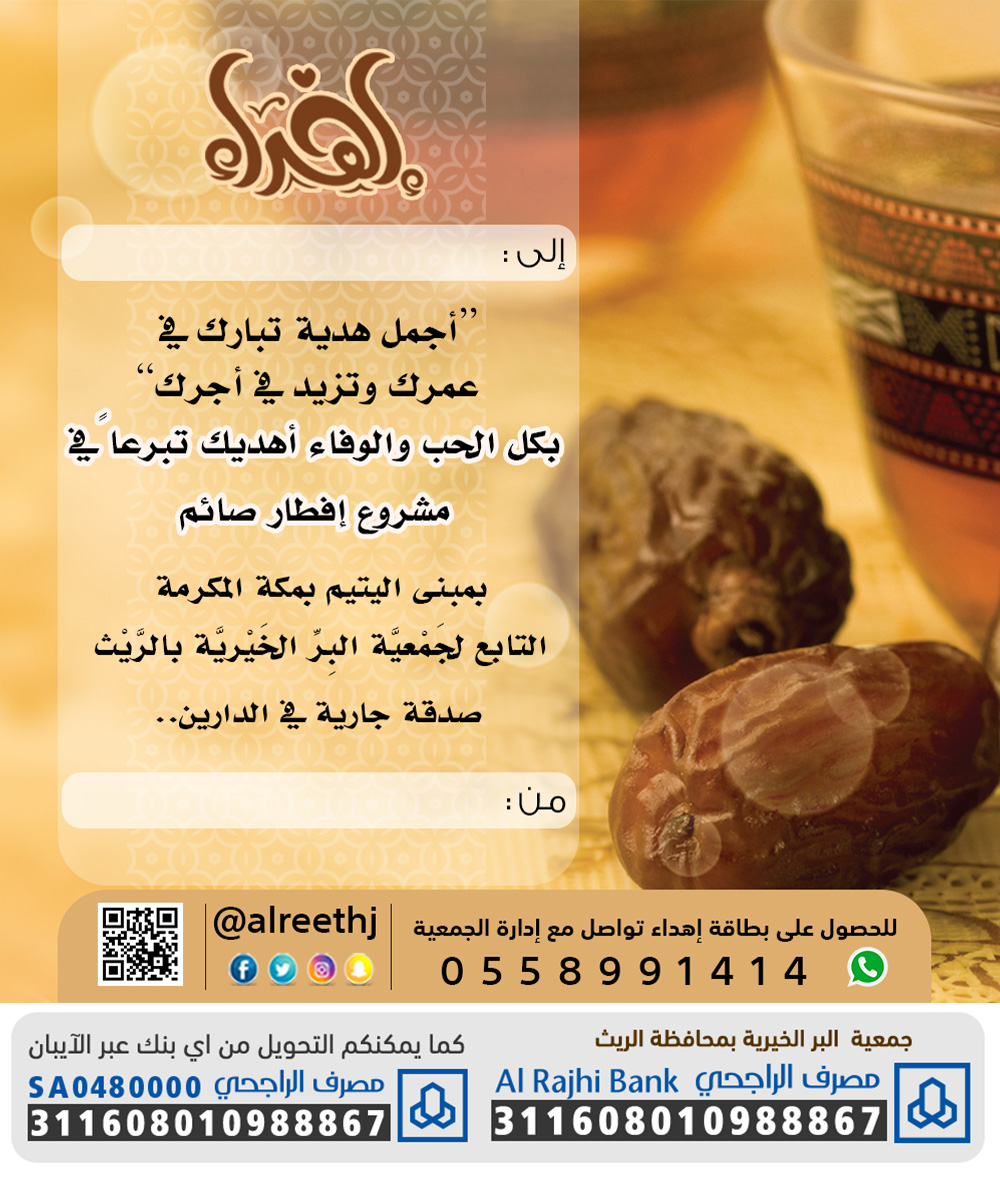 إهداء
إلى :
”أجمل هدية تبارك في
عمرك وتزيد في أجرك“
بكل الحب والوفاء أهديك تبرعاً في
مشروع إفطار صائم
بمبنى اليتيم بمكة المكرمة
التابع لجَمْعيَّة البِرِّ الخَيْريَّة بالرَّيْث
صدقة جارية في الدارين..
من :
للحصول على بطاقة إهداء تواصل مع إدارة الجمعية
0558991414
@alreethj
جمعية البر الخيرية بمحافظة الريث
مصرف الراجحي Al Rajhi Bank
311608010988867
كما يمكنكم التحويل من اي بنك عبر الآيبان
مصرف الراجحي SA0480000
311608010988867